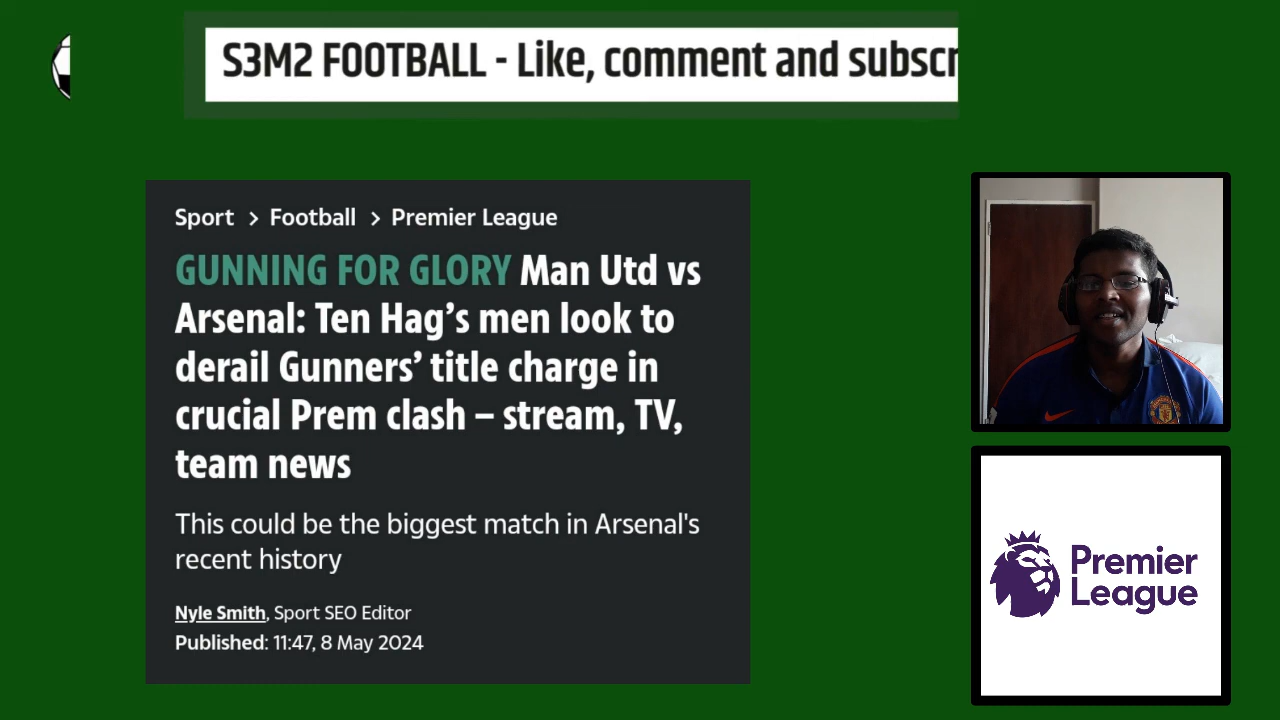 S3M2 FOOTBALL - Like, comment and subscr
Sport > Football > Premier League
GUNNING FOR GLORY Man Utd vs
Arsenal: Ten Hag’s men look to
derail Gunners’ title charge in
crucial Prem clash – stream, TV,
team news
This could be the biggest match in Arsenal's
recent history
Nyle Smith, Sport SEO Editor
Published: 11:47, 8 May 2024
Premier
League